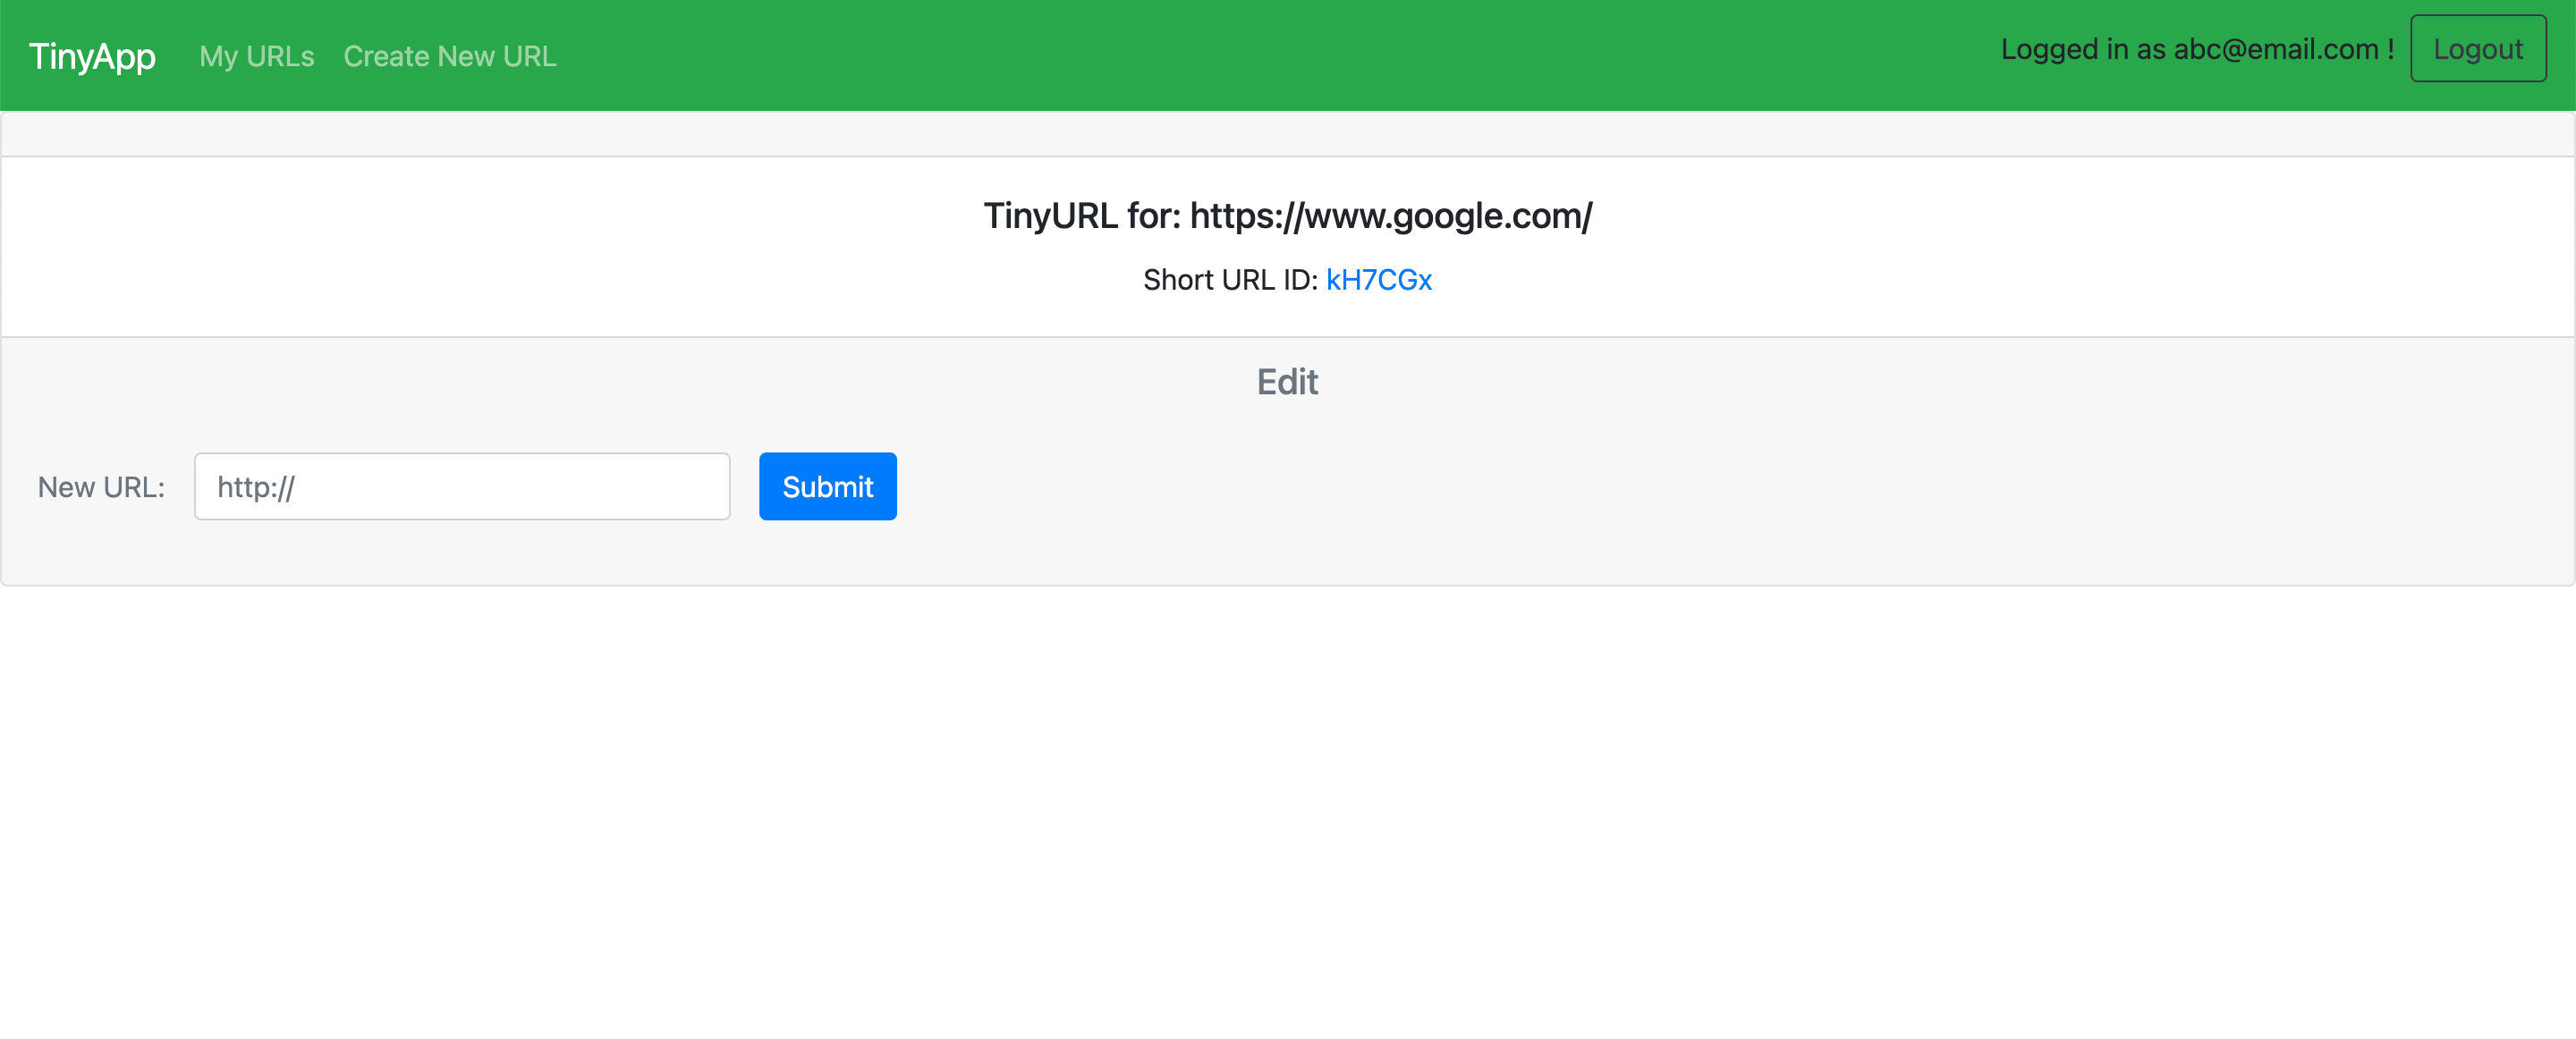 TinyApp My URLs Create New URL Logged in as abc@email.com ! Logout
TinyURL for: https://www.google.com/
Short URL ID: kH7CGx
Edit
New URL: http:// Submit